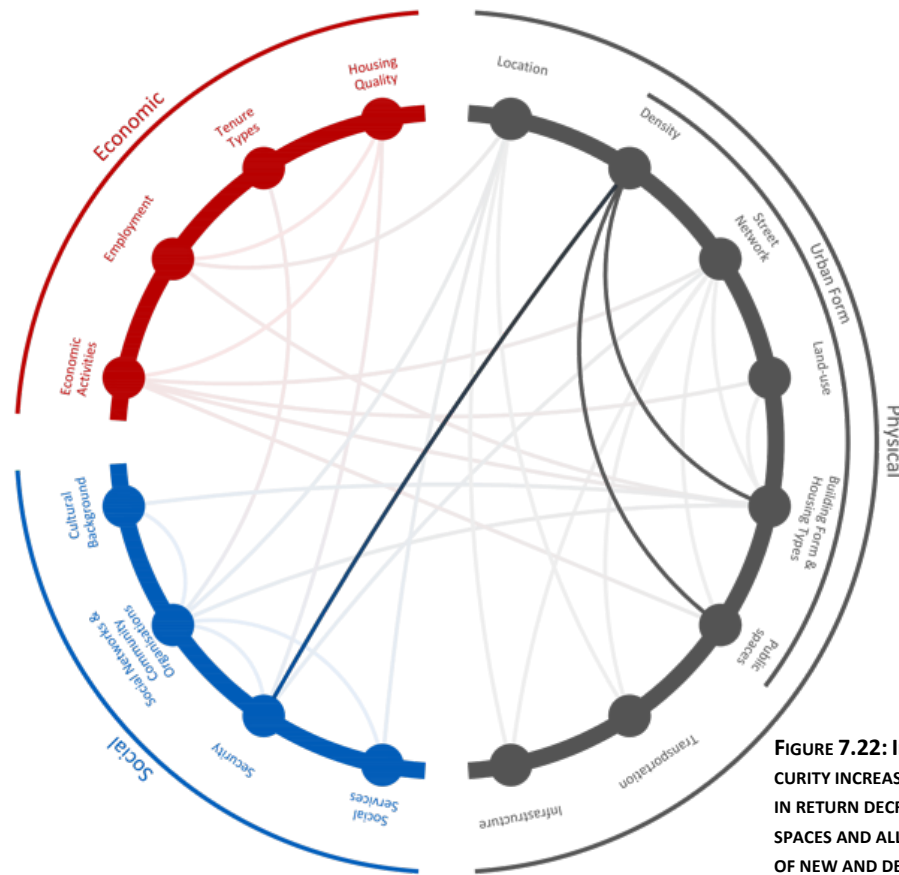 Economic
Housing
Quality
Tenure
Types
Employment
Economic
Activities
Location
Density
Street
Network
Urban Form
Land-use
Physical
Building Form &
Housing Types
Public
spaces
Transportation
Infrastructure
Cultural
Background
Social Networks &
Community
Organisations
Security
Social
Services
Social
FIGURE 7.22: I
CURITY INCREAS
IN RETURN DECR
SPACES AND ALL
OF NEW AND DE